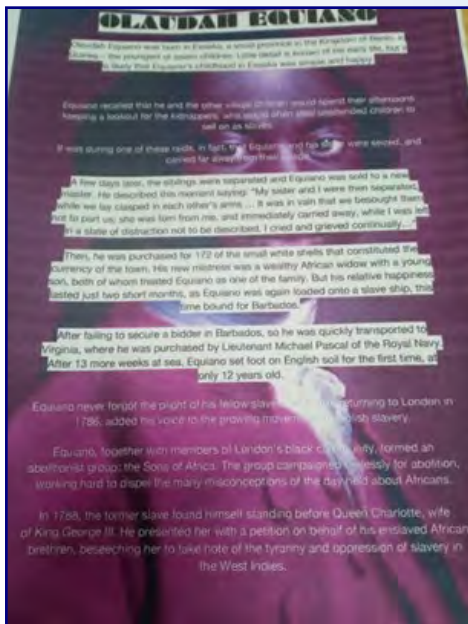 OLAUDAH EQUIANO
Olaudah Equiano was born in Essaka, a small province in the Kingdom of Benin, in
Guinea - the youngest of seven children. Little detail is known of his early life, but it
is likely that Equiano's childhood in Essaka was simple and happy.
Equiano recalled that he and the other village children would spend their afternoons
keeping a lookout for the kidnappers, who would often steal unattended children to
sell on as slaves.
It was during one of these raids, in fact, that Equiano and his sister were seized, and
carried far away from their
A few days later, the siblings were separated and Equiano was sold to a new
master. He described this moment saying: "My sister and I were then separated,
while we lay clasped in each other's arms ... It was in vain that we besought them
not to part us; she was torn from me, and immediately carried away, while I was left
in a state of distraction not to be described. I cried and grieved continually..."
Then, he was purchased for 172 of the small white shells that constituted the
currency of the town. His new mistress was a wealthy African widow with a young
son, both of whom treated Equiano as one of the family. But his relative happiness
lasted just two short months, as Equiano was again loaded onto a slave ship, this
time bound for Barbados.
After failing to secure a bidder in Barbados, so he was quickly transported to
Virginia, where he was purchased by Lieutenant Michael Pascal of the Royal Navy.
After 13 more weeks at sea, Equiano set foot on English soil for the first time, at
only 12 years old.
Equiano never forgot the plight of his fellow slaves returning to London in
1786, added his voice to the growing movement slavery.
Equiano, together with members of London's black community, formed an
abolitionist group: the Sons of Africa. The group campaigned tirelessly for abolition,
working hard to dispel the many misconceptions of the day held about Africans.
In 1788, the former slave found himself standing before Queen Charlotte, wife
of King George III. He presented her with a petition on behalf of his enslaved African
brethren, beseeching her to take note of the tyranny and oppression of slavery in
the West Indies.